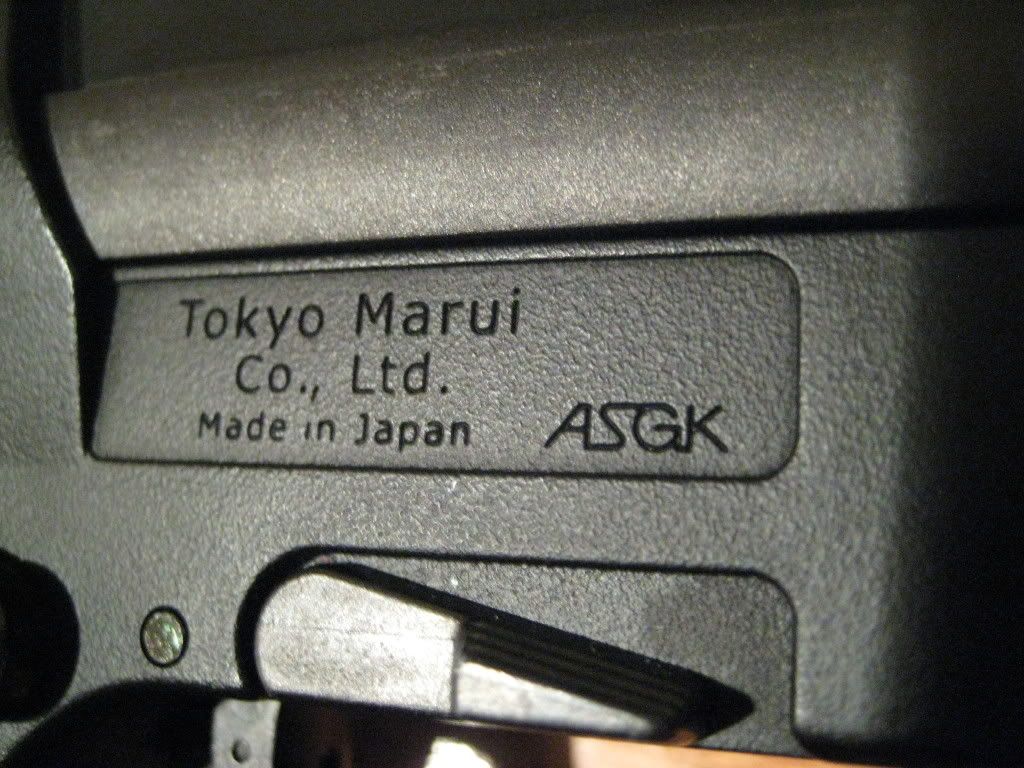 Tokyo Marui
Co., Ltd.
Made in Japan
ASGK